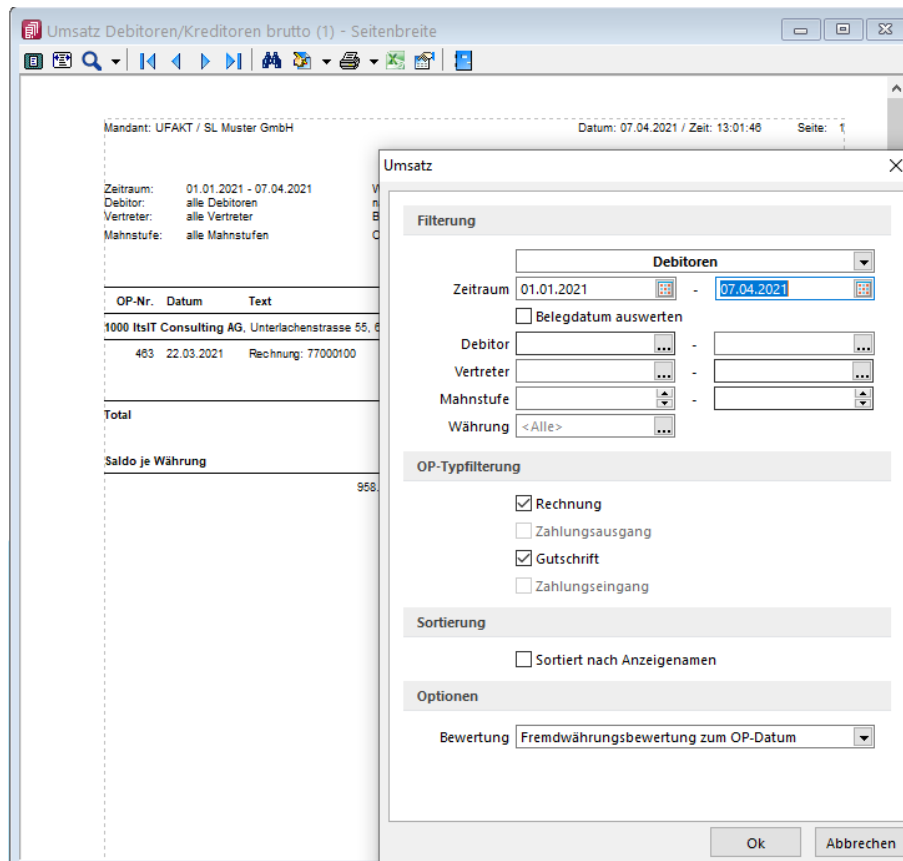 Umsatz Debitoren/Kreditoren brutto (1) - Seitenbreite
Mandant: UFAKT / SL Muster GmbH Datum: 07.04.2021 / Zeit: 13:01:46 Seite: 1
Zeitraum: 01.01.2021 - 07.04.2021
Debitor: alle Debitoren
Vertreter: alle Vertreter
Mahnstufe: alle Mahnstufen
OP-Nr. Datum Text
1000 ItsIT Consulting AG, Unterlachenstrasse 55, 6
463 22.03.2021 Rechnung: 77000100
Total
Saldo je Währung
958.
Umsatz
Filterung
Debitoren
Zeitraum 01.01.2021 - 07.04.2021
Belegdatum auswerten
Debitor ... - ...
Vertreter ... - ...
Mahnstufe -
Währung <Alle> ...
OP-Typfilterung
Rechnung
Zahlungsausgang
Gutschrift
Zahlungseingang
Sortierung
Sortiert nach Anzeigenamen
Optionen
Bewertung Fremdwährungsbewertung zum OP-Datum
Ok Abbrechen